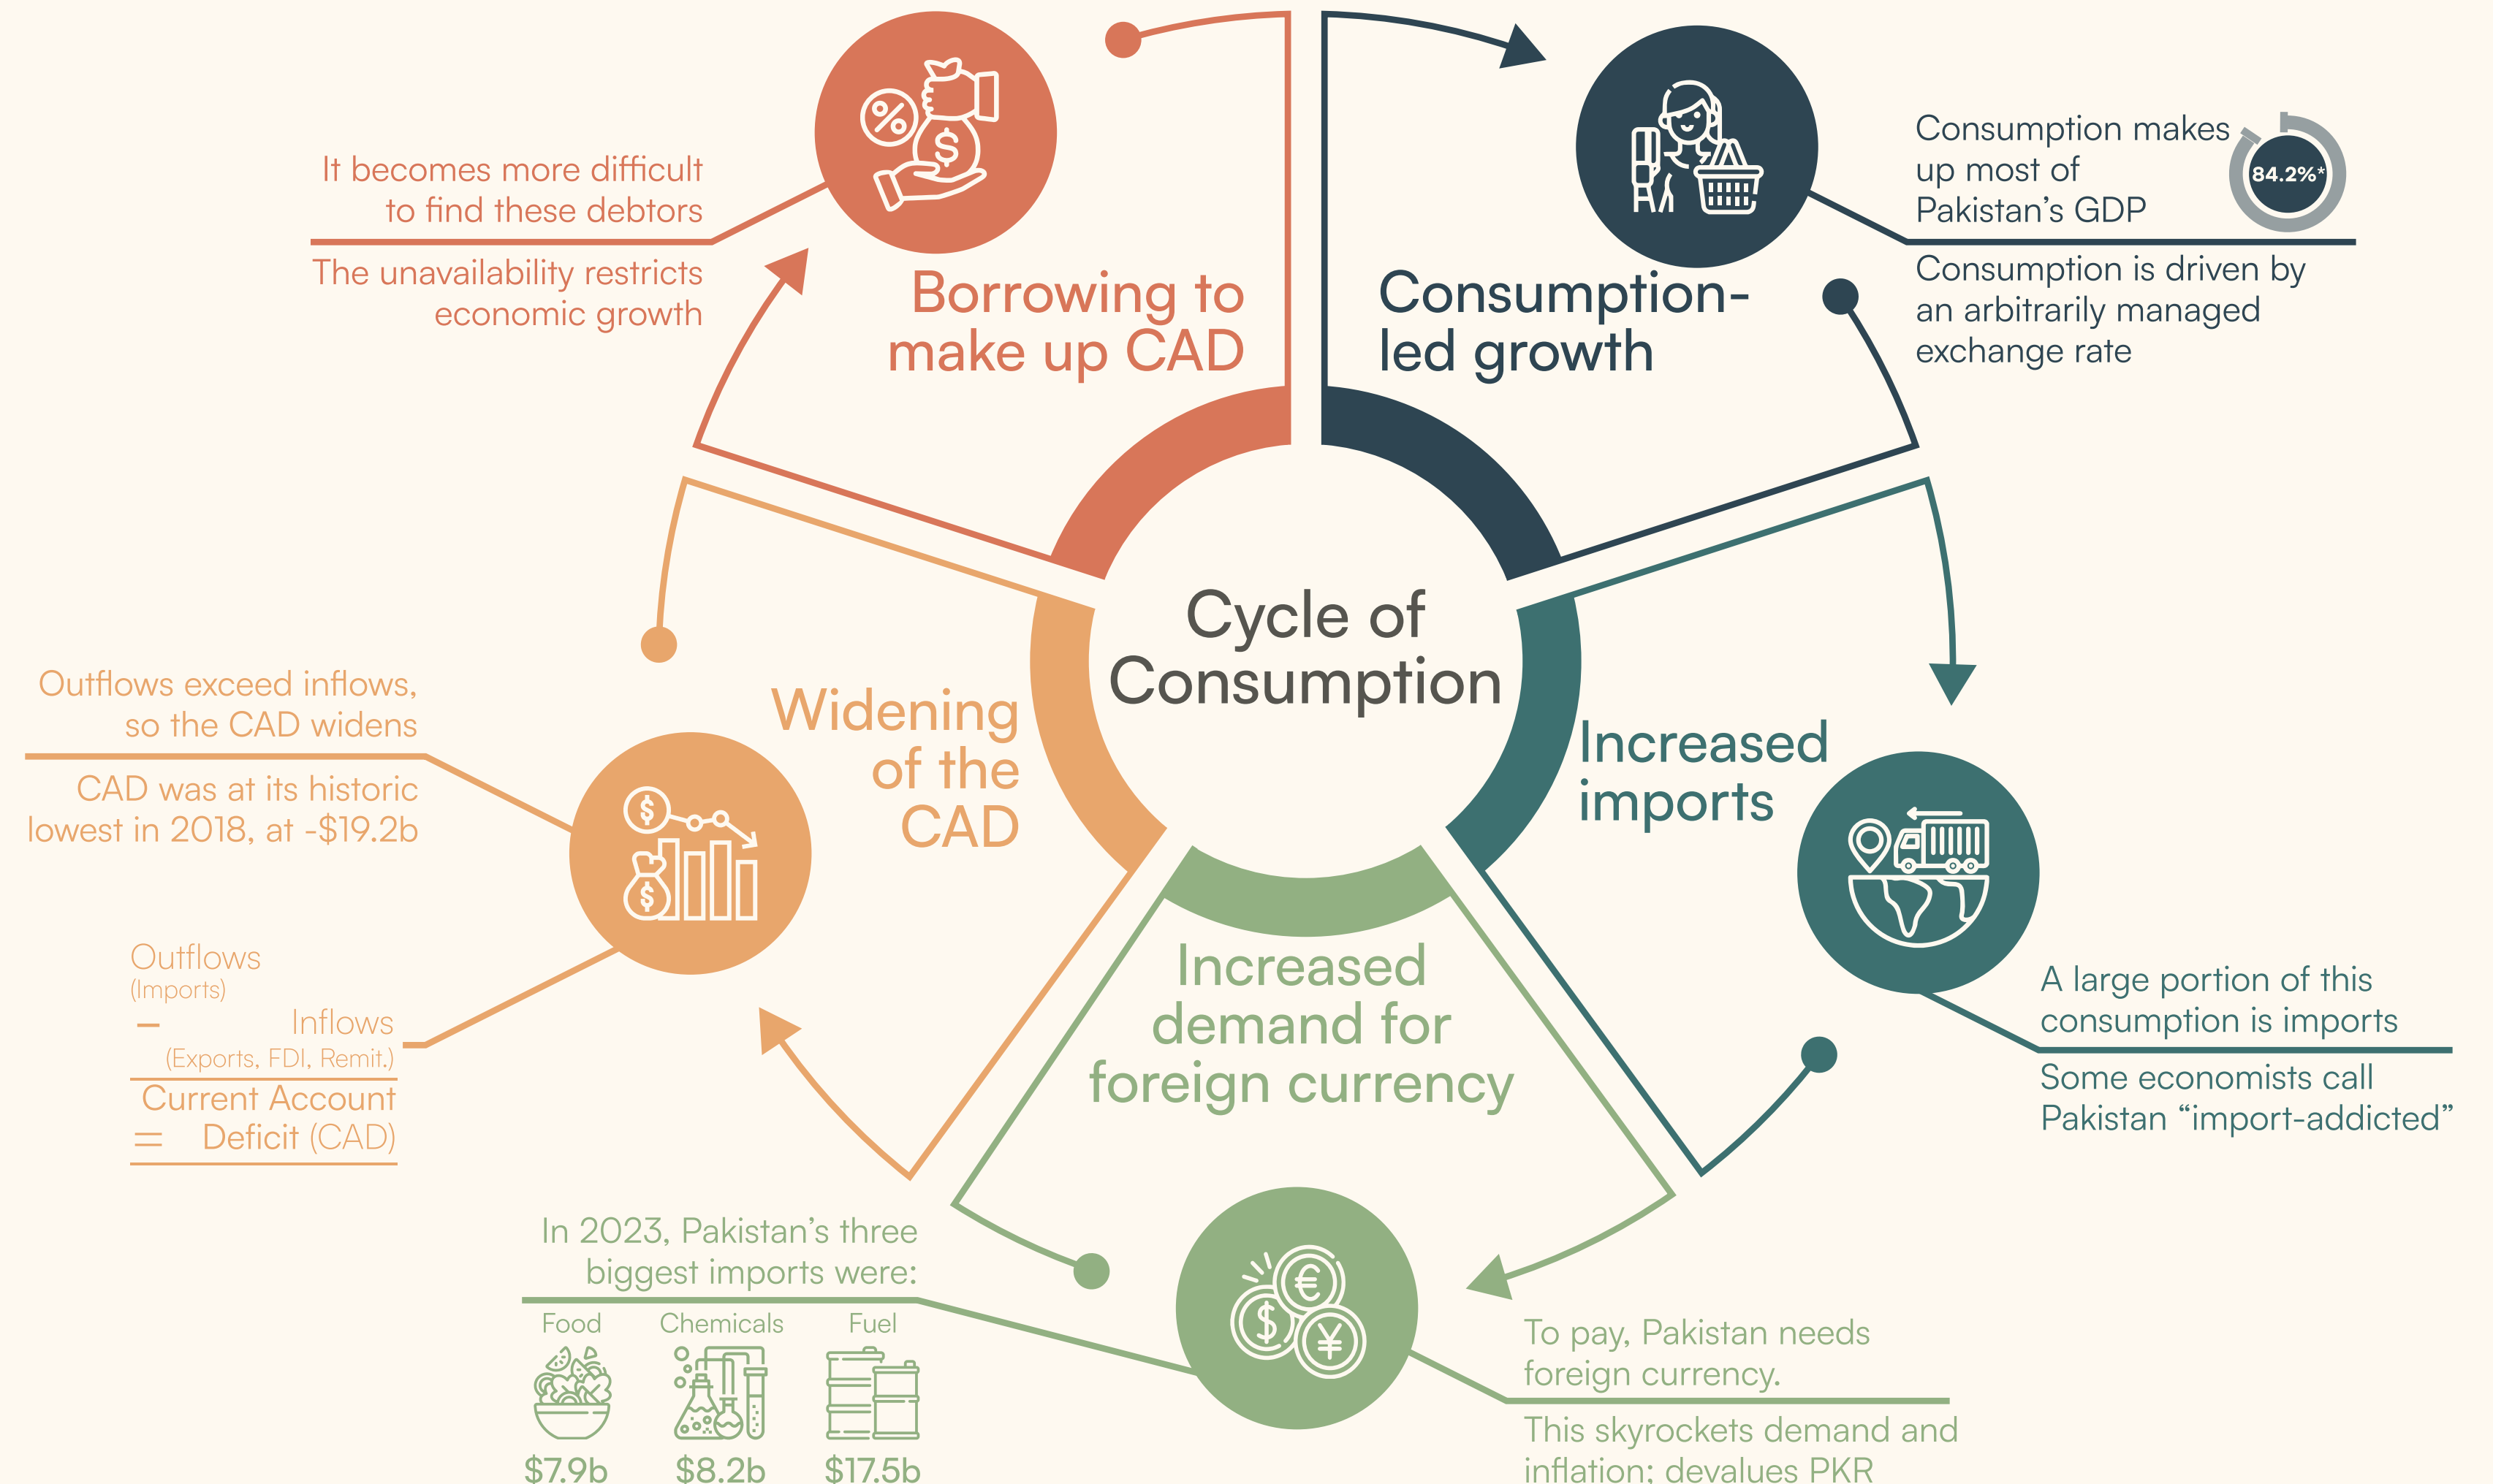 Cycle of
Consumption
Consumption-
led growth
Consumption makes
up most of
Pakistan’s GDP
84.2%*
Consumption is driven by
an arbitrarily managed
exchange rate
Increased
imports
A large portion of this
consumption is imports
Some economists call
Pakistan “import-addicted”
Increased
demand for
foreign currency
To pay, Pakistan needs
foreign currency.
This skyrockets demand and
inflation; devalues PKR
In 2023, Pakistan’s three
biggest imports were:
Food
Chemicals
Fuel
$7.9b
$8.2b
$17.5b
Widening
of the
CAD
Outflows exceed inflows,
so the CAD widens
CAD was at its historic
lowest in 2018, at -$19.2b
Outflows
(Imports)
– Inflows
(Exports, FDI, Remit.)
Current Account
= Deficit (CAD)
Borrowing to
make up CAD
It becomes more difficult
to find these debtors
The unavailability restricts
economic growth
%
$
$
$
€
$
¥